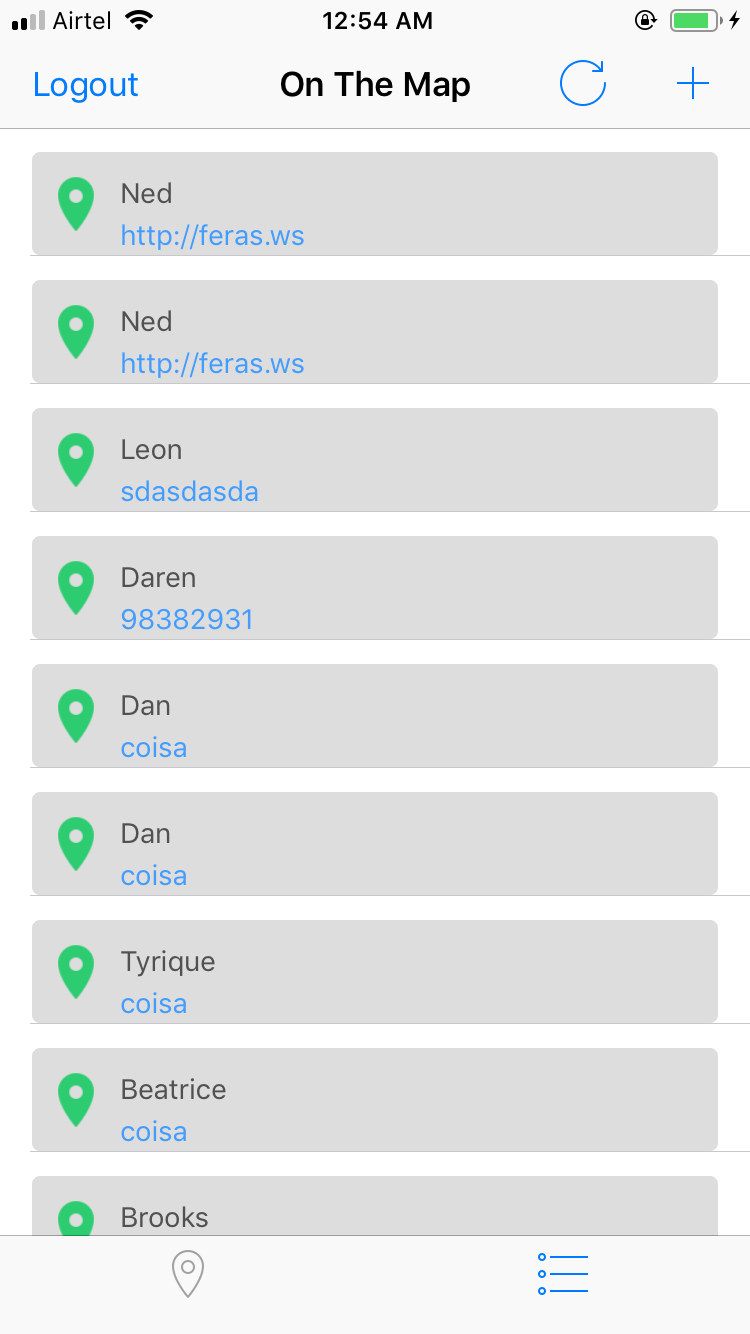 Airtel 12:54 AM
Logout On The Map
Ned
http://feras.ws
Ned
http://feras.ws
Leon
sdasdasda
Daren
98382931
Dan
coisa
Dan
coisa
Tyrique
coisa
Beatrice
coisa
Brooks